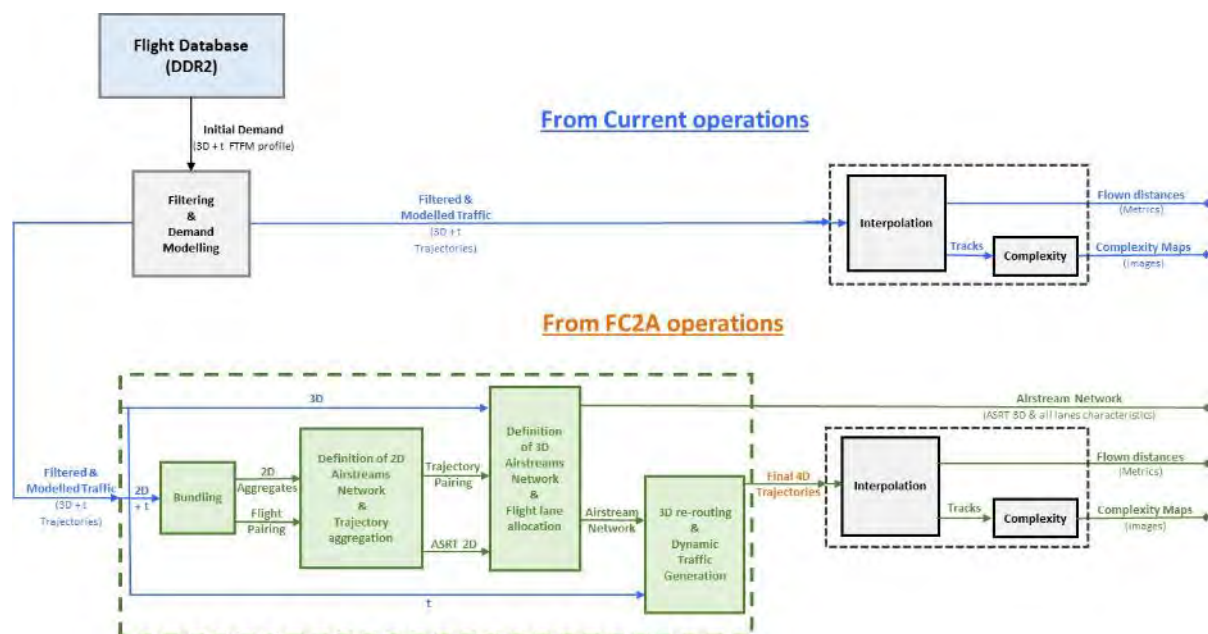 Flight Database
(DDR2)
Initial Demand
(3D + t FTFM profile)
From Current operations
Filtering
&
Demand
Modelling
Filtered &
Modelled Traffic
(3D + t
Trajectories)
Interpolation
Flown distances
(Metrics)
Tracks
Complexity
Complexity Maps
(images)
From FC2A operations
3D
Airstream Network
(ASRT 3D & all lanes characteristics)
Filtered &
Modelled Traffic
(3D + t
Trajectories)
2D
+ t
Bundling
2D
Aggregates
Flight
Pairing
Definition of 2D
Airstreams
Network
&
Trajectory
aggregation
Trajectory
Pairing
ASRT 2D
Definition
of 3D
Airstreams
Network
&
Flight lane
allocation
Airstream
Network
3D re-routing
&
Dynamic
Traffic
Generation
t
Final 4D
Trajectories
Interpolation
Flown distances
(Metrics)
Tracks
Complexity
Complexity Maps
(images)